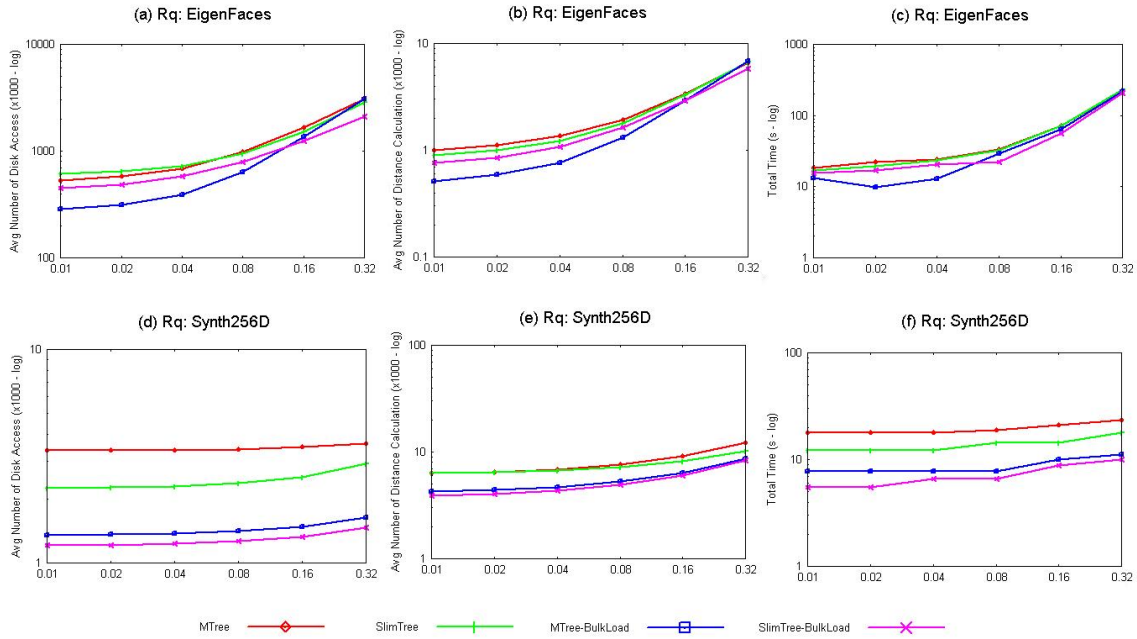 (a) Rq: EigenFaces
(b) Rq: EigenFaces
(c) Rq: EigenFaces
Avg Number of Disk Access (x1000 - log)
10000
1000
100
0.01 0.02 0.04 0.08 0.16 0.32
Avg Number of Distance Calculation (x1000 - log)
10
1
0.1
0.01 0.02 0.04 0.08 0.16 0.32
Total Time (s - log)
1000
100
10
1
0.01 0.02 0.04 0.08 0.16 0.32
(d) Rq: Synth256D
(e) Rq: Synth256D
(f) Rq: Synth256D
Avg Number of Disk Access (x1000 - log)
10
1
0.01 0.02 0.04 0.08 0.16 0.32
Avg Number of Distance Calculation (x1000 - log)
100
10
1
0.01 0.02 0.04 0.08 0.16 0.32
Total Time (s - log)
100
10
1
0.01 0.02 0.04 0.08 0.16 0.32
MTree SlimTree MTree-BulkLoad SlimTree-BulkLoad